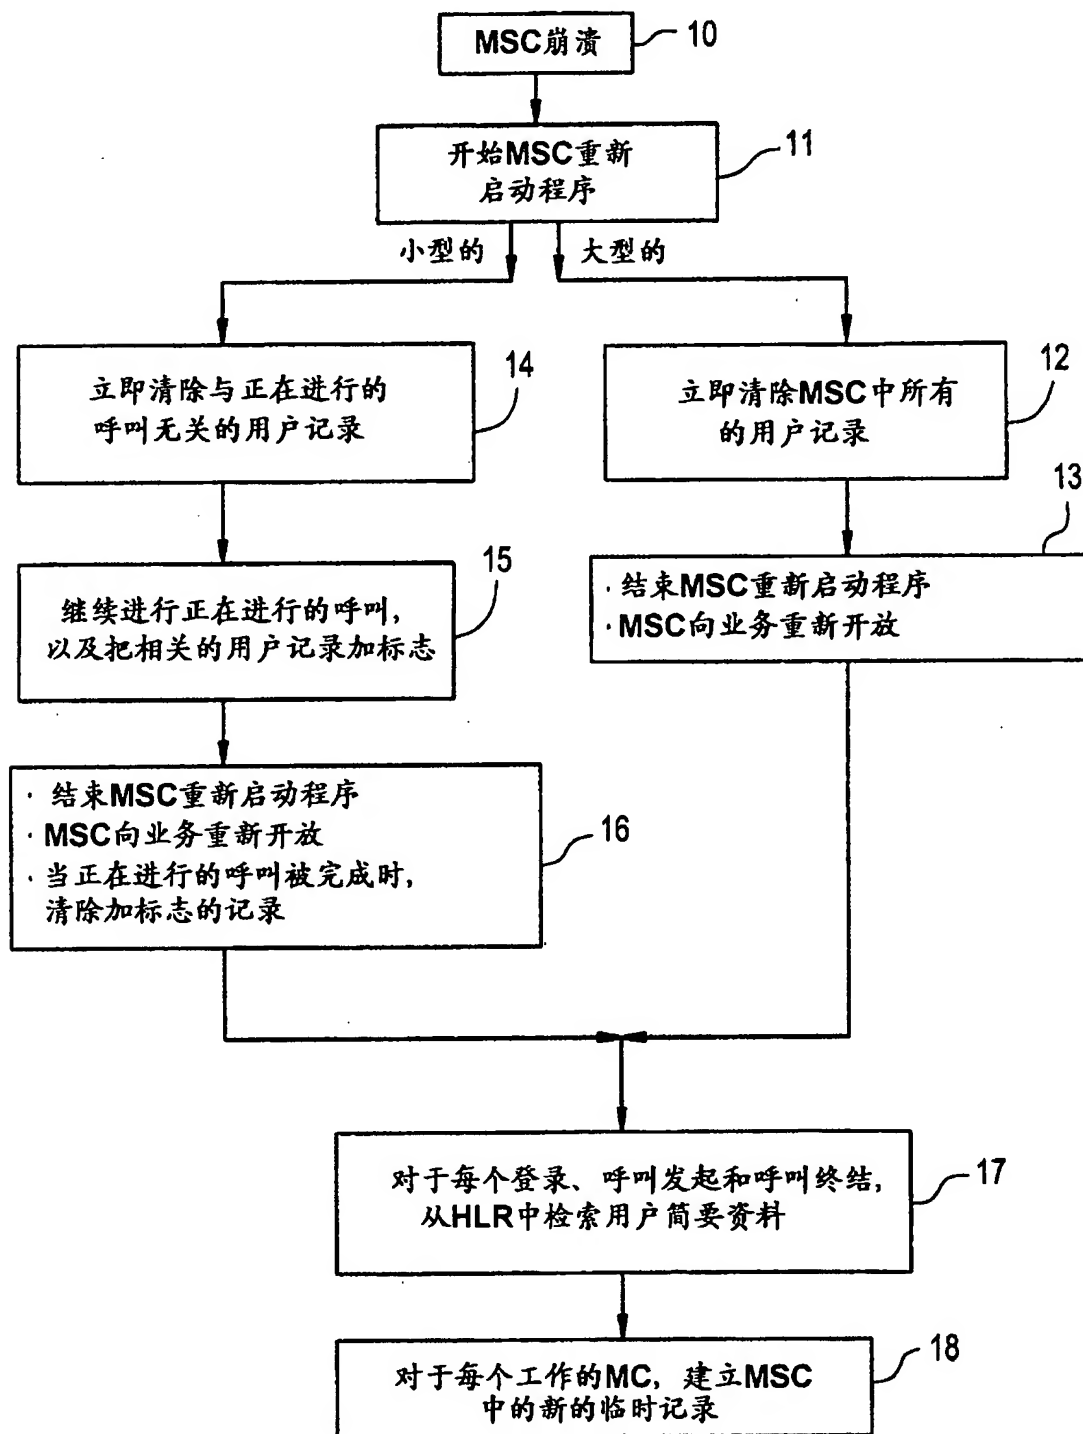 MSC崩溃
10
开始MSC重新
启动程序
11
小型的
大型的
立即清除与正在进行的
呼叫无关的用户记录
14
立即清除MSC中所有
的用户记录
12
继续进行正在进行的呼叫,
以及把相关的用户记录加标志
15
·结束MSC重新启动程序
·MSC向业务重新开放
13
· 结束MSC重新启动程序
·MSC向业务重新开放
· 当正在进行的呼叫被完成时,
清除加标志的记录
16
对于每个登录、呼叫发起和呼叫终结,
从HLR中检索用户简要资料
17
对于每个工作的MC, 建立MSC
中的新的临时记录
18